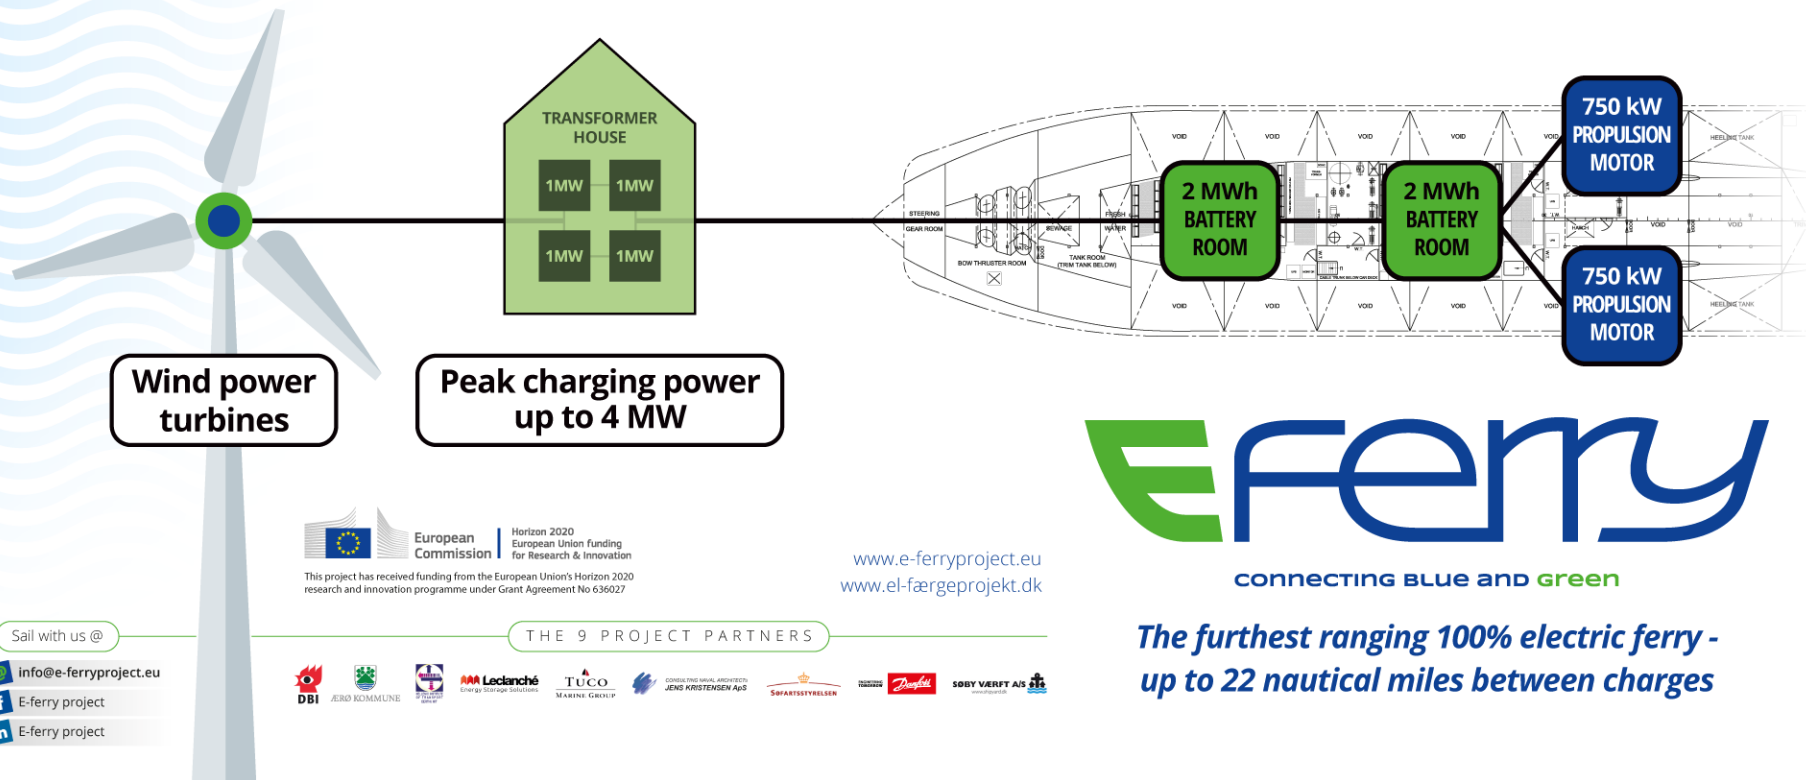 TRANSFORMER
HOUSE
1MW
1MW
1MW
1MW
Wind power
turbines
Peak charging power
up to 4 MW
VOID
VOID
VOID
VOID
VOID
HEELING TANK
STEERING
GEAR ROOM
BOW THRUSTER ROOM
SEWAGE
TANK ROOM
(TRIM TANK BELOW)
FRESH
WATER
2 MWh
BATTERY
ROOM
2 MWh
BATTERY
ROOM
HATCH
VOID
VOID
VOID
VOID
VOID
VOID
HEELING TANK
750 kW
PROPULSION
MOTOR
750 kW
PROPULSION
MOTOR
E ferry
connecting blue and green
The furthest ranging 100% electric ferry -
up to 22 nautical miles between charges
European
Commission
Horizon 2020
European Union funding
for Research & Innovation
This project has received funding from the European Union's Horizon 2020
research and innovation programme under Grant Agreement No 636027
www.e-ferryproject.eu
www.el-færgeprojekt.dk
Sail with us @
info@e-ferryproject.eu
E-ferry project
E-ferry project
THE 9 PROJECT PARTNERS
DBI
ÆRØ KOMMUNE
Leclanché
Energy Storage Solutions
TUCO
MARINE GROUP
CONSULTING NAVAL ARCHITECTS
JENS KRISTENSEN ApS
SØFARTSSTYRELSEN
ENGINEERING
TOMORROW
Danfoss
SØBY VÆRFT A/S